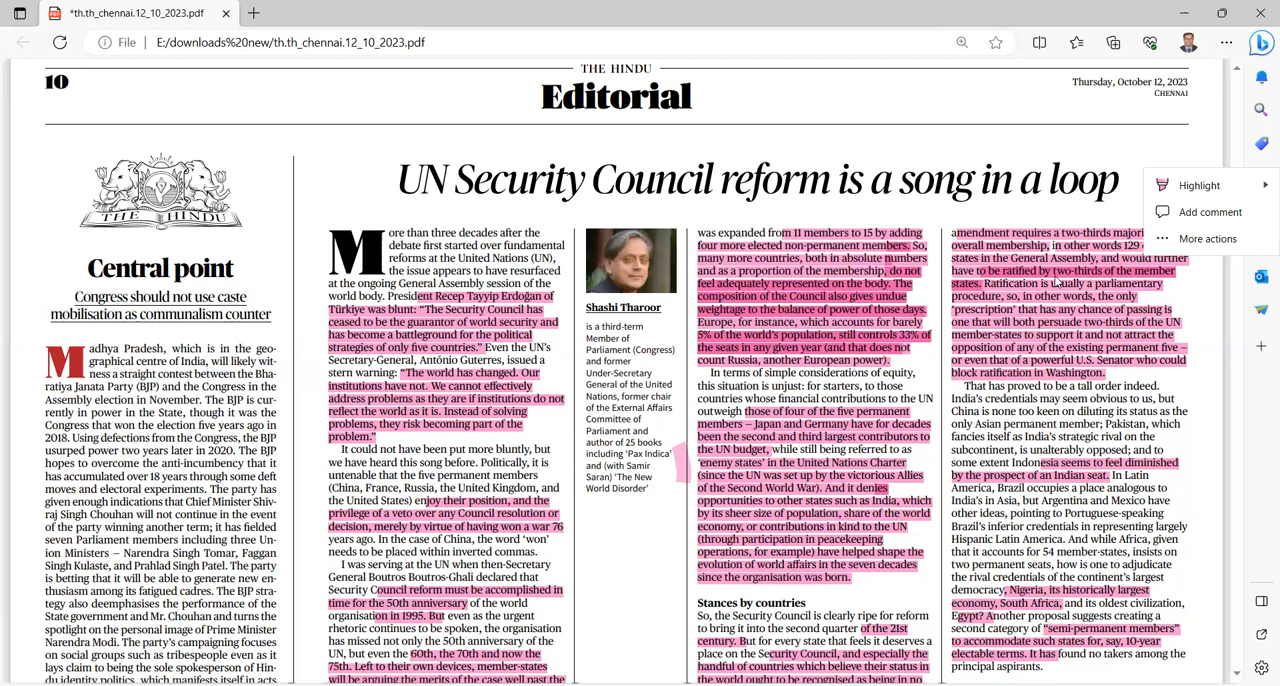 *th.th_chennai.12_10_2023.pdf
File
E:/downloads%20new/th.th_chennai.12_10_2023.pdf
10
THE HINDU
Editorial
Thursday, October 12, 2023
CHENNAI
Highlight
Add comment
More actions
THE HINDU
Central point
Congress should not use caste
mobilisation as communalism counter
Madhya Pradesh, which is in the geo-
graphical centre of India, will likely wit-
ness a straight contest between the Bha-
ratiya Janata Party (BJP) and the Congress in the
Assembly election in November. The BJP is cur-
rently in power in the State, though it was the
Congress that won the election five years ago in
2018. Using defections from the Congress, the BJP
usurped power two years later in 2020. The BJP
hopes to overcome the anti-incumbency that it
has accumulated over 18 years through some deft
moves and electoral experiments. The party has
given enough indications that Chief Minister Shiv-
raj Singh Chouhan will not continue in the event
of the party winning another term; it has fielded
seven Parliament members including three Un-
ion Ministers — Narendra Singh Tomar, Faggan
Singh Kulaste, and Prahlad Singh Patel. The party
is betting that it will be able to generate new en-
thusiasm among its fatigued cadres. The BJP stra-
tegy also deemphasises the performance of the
State government and Mr. Chouhan and turns the
spotlight on the personal image of Prime Minister
Narendra Modi. The party's campaigning focuses
on social groups such as tribespeople even as it
lays claim to being the sole spokesperson of Hin-
du identity politics, which manifests itself in acts
UN Security Council reform is a song in a loop
More than three decades after the
debate first started over fundamental
reforms at the United Nations (UN),
the issue appears to have resurfaced
at the ongoing General Assembly session of the
world body. President Recep Tayyip Erdoğan of
Türkiye was blunt: “The Security Council has
ceased to be the guarantor of world security and
has become a battleground for the political
strategies of only five countries.” Even the UN's
Secretary-General, António Guterres, issued a
stern warning: “The world has changed. Our
institutions have not. We cannot effectively
address problems as they are if institutions do not
reflect the world as it is. Instead of solving
problems, they risk becoming part of the
problem.”
It could not have been put more bluntly, but
we have heard this song before. Politically, it is
untenable that the five permanent members
(China, France, Russia, the United Kingdom, and
the United States) enjoy their position, and the
privilege of a veto over any Council resolution or
decision, merely by virtue of having won a war 76
years ago. In the case of China, the word ‘won’
needs to be placed within inverted commas.
I was serving at the UN when then-Secretary
General Boutros Boutros-Ghali declared that
Security Council reform must be accomplished in
time for the 50th anniversary of the world
organisation in 1995. But even as the urgent
rhetoric continues to be spoken, the organisation
has missed not only the 50th anniversary of the
UN, but even the 60th, the 70th and now the
75th. Left to their own devices, member-states
will be arguing the merits of the case well past the
Shashi Tharoor
is a third-term
Member of
Parliament (Congress)
and former
Under-Secretary
General of the United
Nations, former chair
of the External Affairs
Committee of
Parliament and
author of 25 books
including ‘Pax Indica’
and (with Samir
Saran) ‘The New
World Disorder’
was expanded from 11 members to 15 by adding
four more elected non-permanent members. So,
many more countries, both in absolute numbers
and as a proportion of the membership, do not
feel adequately represented on the body. The
composition of the Council also gives undue
weightage to the balance of power of those days.
Europe, for instance, which accounts for barely
5% of the world's population, still controls 33% of
the seats in any given year (and that does not
count Russia, another European power).
In terms of simple considerations of equity,
this situation is unjust: for starters, to those
countries whose financial contributions to the UN
outweigh those of four of the five permanent
members — Japan and Germany have for decades
been the second and third largest contributors to
the UN budget, while still being referred to as
‘enemy states’ in the United Nations Charter
(since the UN was set up by the victorious Allies
of the Second World War). And it denies
opportunities to other states such as India, which
by its sheer size of population, share of the world
economy, or contributions in kind to the UN
(through participation in peacekeeping
operations, for example) have helped shape the
evolution of world affairs in the seven decades
since the organisation was born.
Stances by countries
So, the Security Council is clearly ripe for reform
to bring it into the second quarter of the 21st
century. But for every state that feels it deserves a
place on the Security Council, and especially the
handful of countries which believe their status in
the world ought to be recognised as being in no
amendment requires a two-thirds majori
overall membership, in other words 129
states in the General Assembly, and would further
have to be ratified by two-thirds of the member
states. Ratification is usually a parliamentary
procedure, so, in other words, the only
‘prescription’ that has any chance of passing is
one that will both persuade two-thirds of the UN
member-states to support it and not attract the
opposition of any of the existing permanent five —
or even that of a powerful U.S. Senator who could
block ratification in Washington.
That has proved to be a tall order indeed.
India's credentials may seem obvious to us, but
China is none too keen on diluting its status as the
only Asian permanent member; Pakistan, which
fancies itself as India's strategic rival on the
subcontinent, is unalterably opposed; and to
some extent Indonesia seems to feel diminished
by the prospect of an Indian seat. In Latin
America, Brazil occupies a place analogous to
India's in Asia, but Argentina and Mexico have
other ideas, pointing to Portuguese-speaking
Brazil's inferior credentials in representing largely
Hispanic Latin America. And while Africa, given
that it accounts for 54 member-states, insists on
two permanent seats, how is one to adjudicate
the rival credentials of the continent's largest
democracy, Nigeria, its historically largest
economy, South Africa, and its oldest civilization,
Egypt? Another proposal suggests creating a
second category of “semi-permanent members”
to accommodate such states for, say, 10-year
electable terms. It has found no takers among the
principal aspirants.